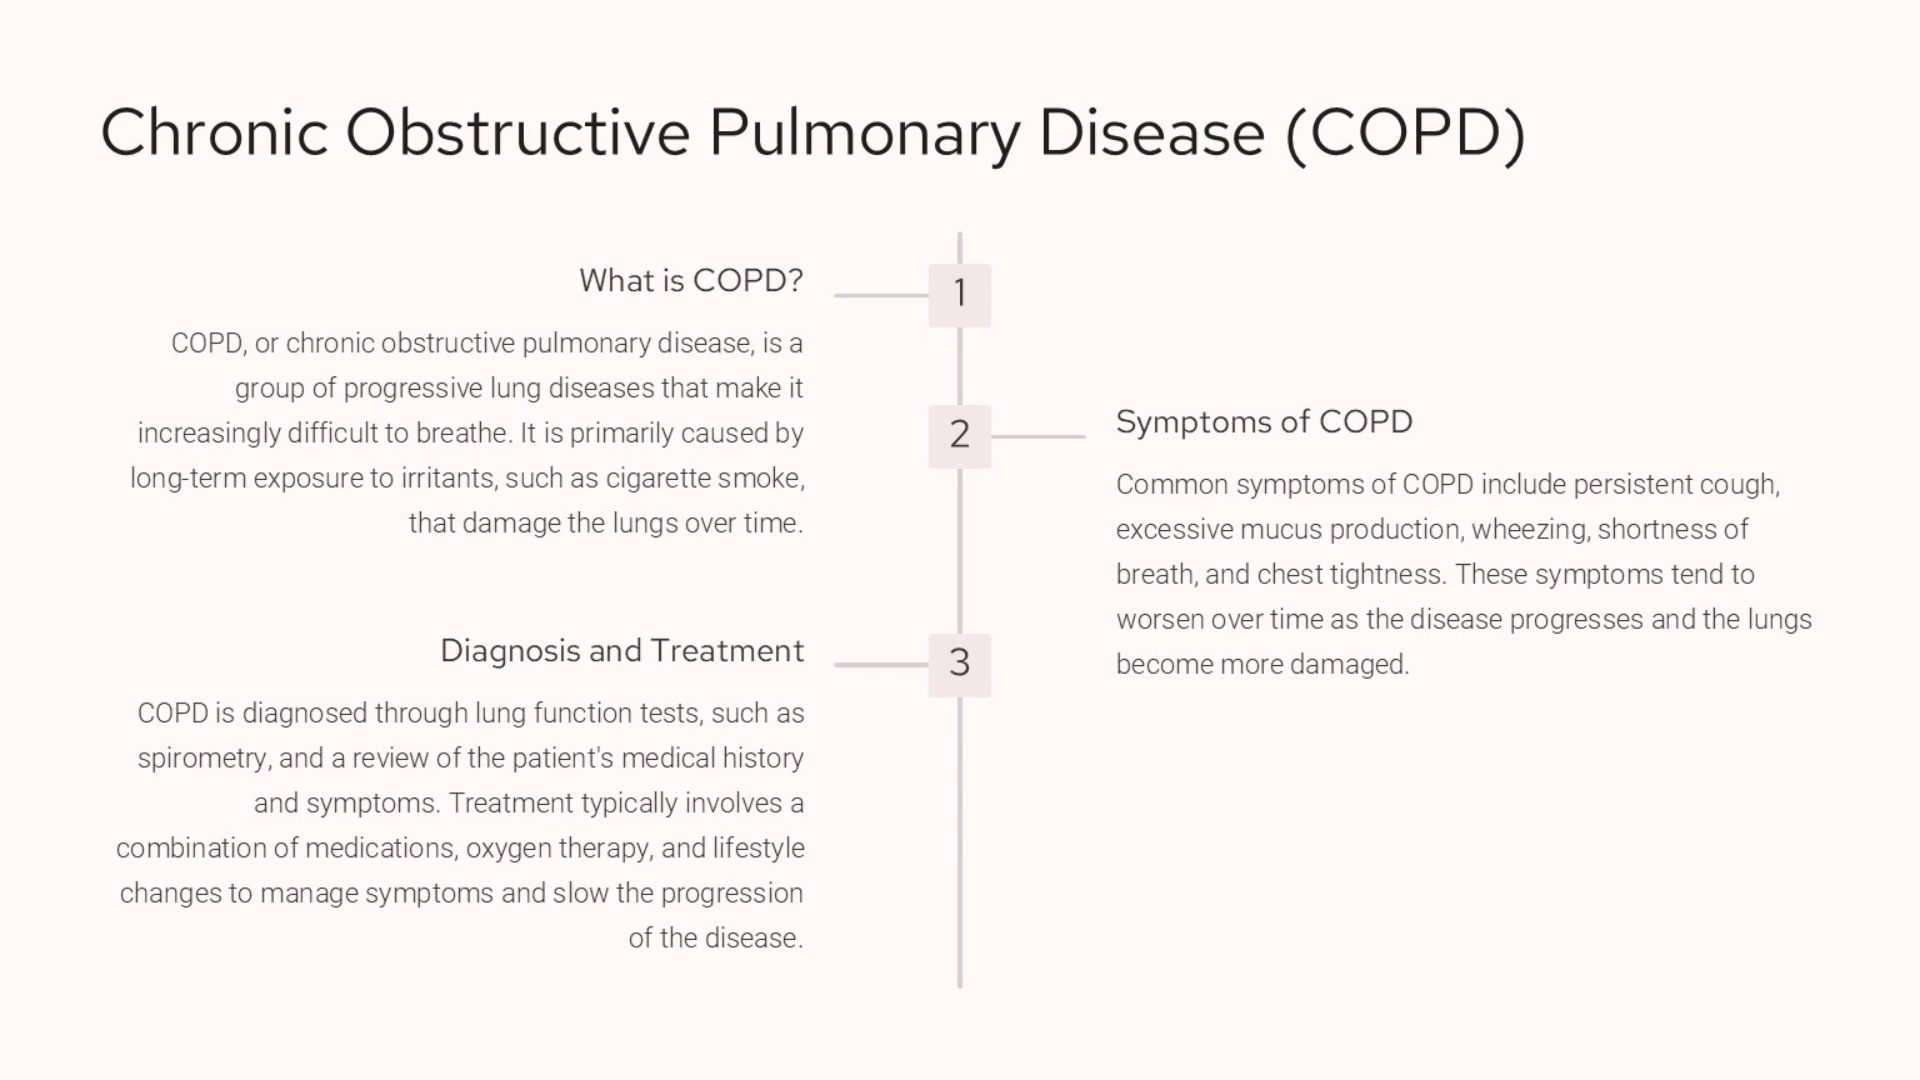 Chronic Obstructive Pulmonary Disease (COPD)
1
What is COPD?
COPD, or chronic obstructive pulmonary disease, is a
group of progressive lung diseases that make it
increasingly difficult to breathe. It is primarily caused by
long-term exposure to irritants, such as cigarette smoke,
that damage the lungs over time.
2
Symptoms of COPD
Common symptoms of COPD include persistent cough,
excessive mucus production, wheezing, shortness of
breath, and chest tightness. These symptoms tend to
worsen over time as the disease progresses and the lungs
become more damaged.
3
Diagnosis and Treatment
COPD is diagnosed through lung function tests, such as
spirometry, and a review of the patient's medical history
and symptoms. Treatment typically involves a
combination of medications, oxygen therapy, and lifestyle
changes to manage symptoms and slow the progression
of the disease.